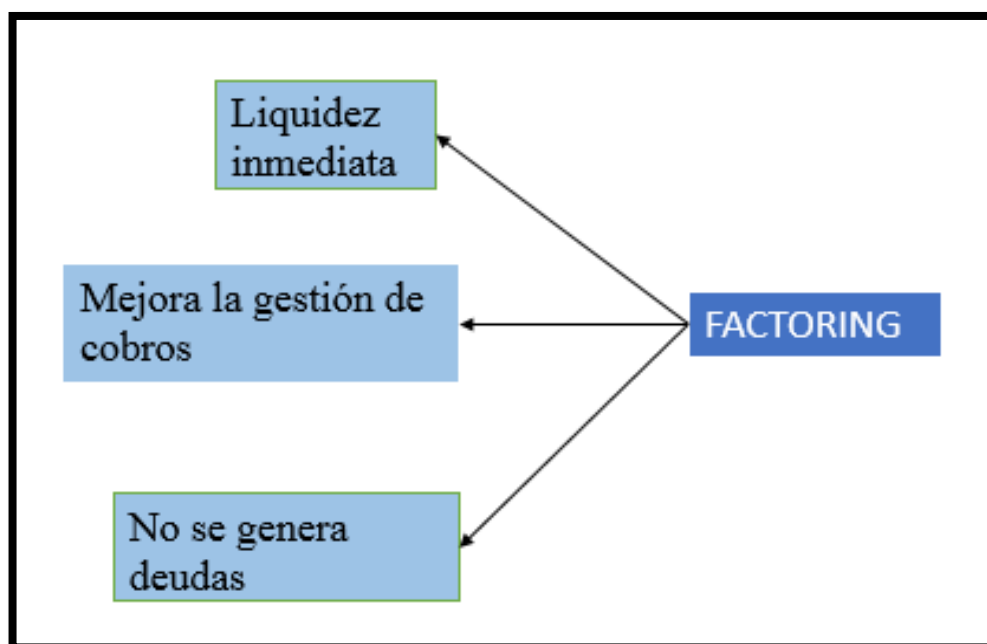 Liquidez
inmediata
Mejora la gestión de
cobros
FACTORING
No se genera
deudas